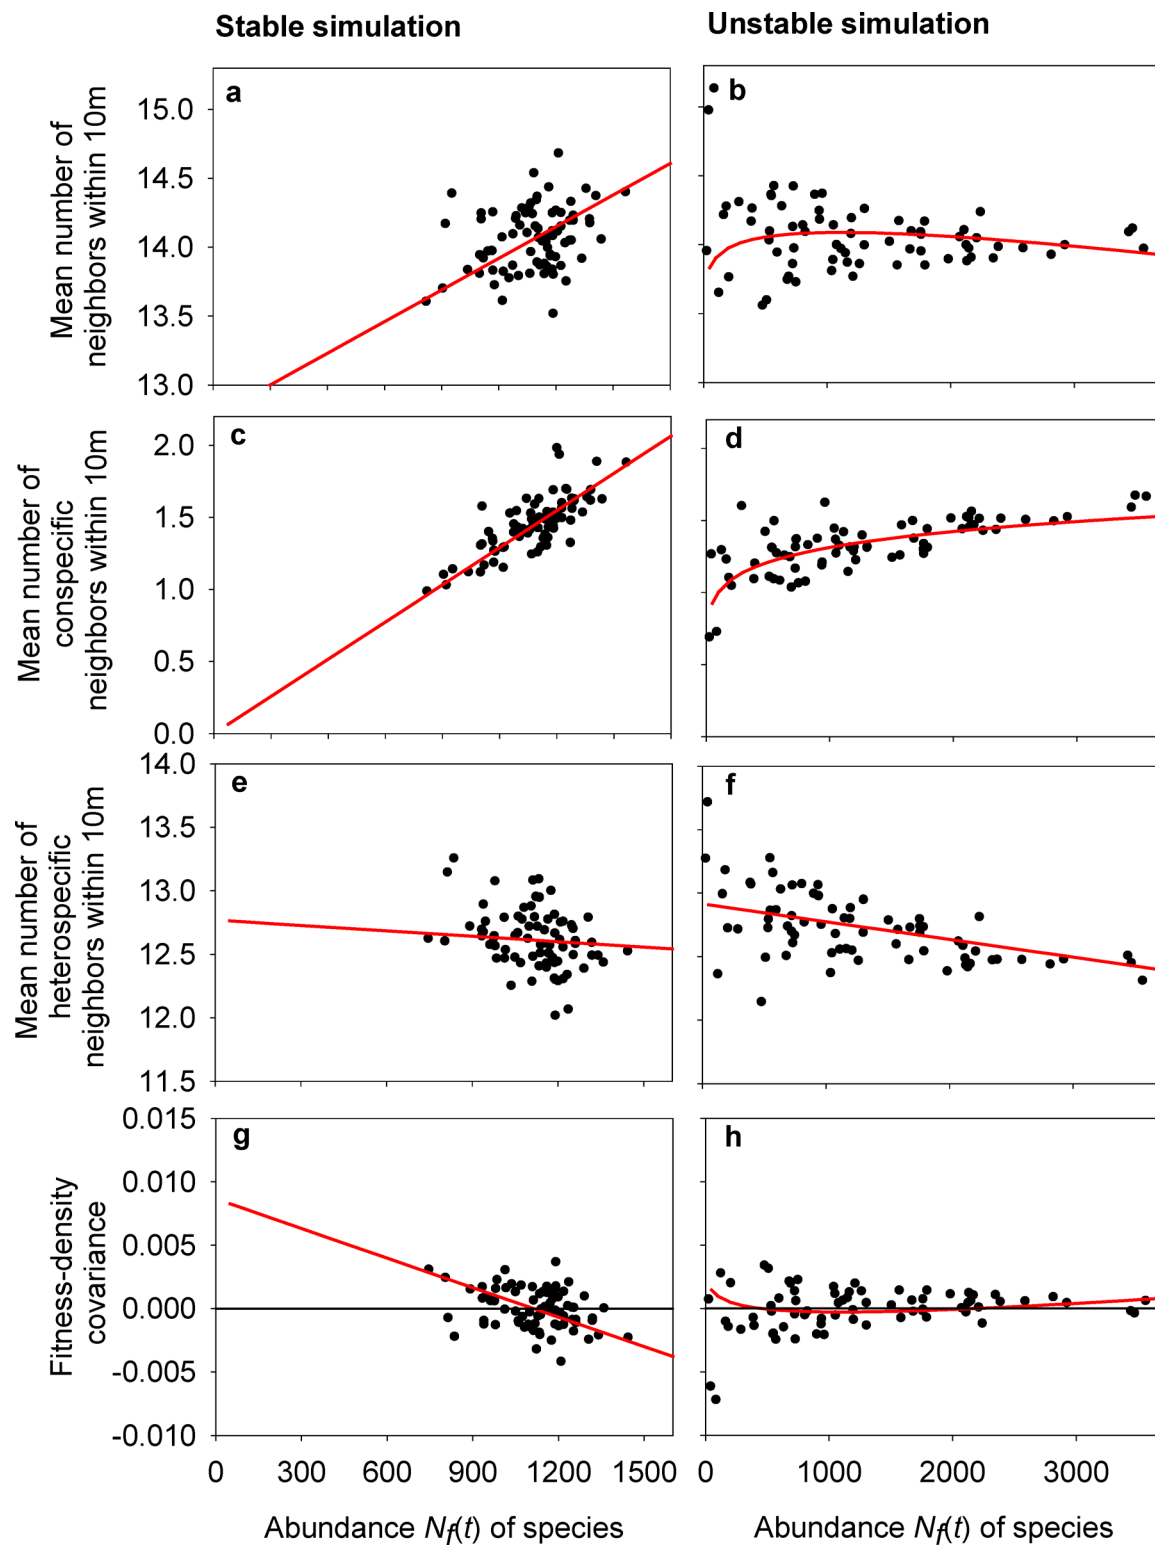 Stable simulation
Unstable simulation
a
b
Mean number of
neighbors within 10m
15.0
14.5
14.0
13.5
13.0
c
d
Mean number of
conspecific
neighbors within 10m
2.0
1.5
1.0
0.5
0.0
e
f
Mean number of
heterospecific
neighbors within 10m
14.0
13.5
13.0
12.5
12.0
11.5
g
h
Fitness-density
covariance
0.015
0.010
0.005
0.000
-0.005
-0.010
0 300 600 900 1200 1500
0 1000 2000 3000
Abundance Nf(t) of species
Abundance Nf(t) of species